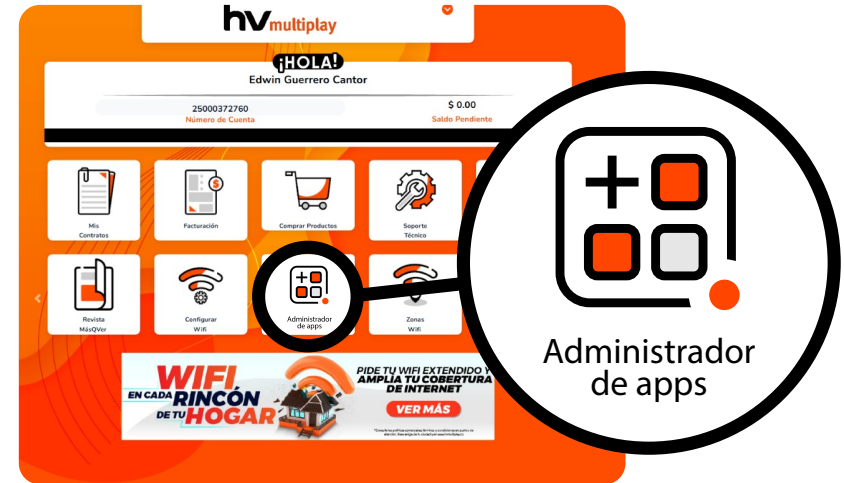 hv multiplay
¡HOLA!
Edwin Guerrero Cantor
25000372760
Número de Cuenta
$ 0.00
Saldo Pendiente
Mis
Contratos
Facturación
Comprar Productos
Soporte
Técnico
Revista
MásQVer
Configurar
Wifi
Administrador
de apps
Zonas
Wifi
Administrador
de apps
WIFI
EN CADA RINCÓN
DE TU HOGAR
PIDE TU WIFI EXTENDIDO Y
AMPLIA TU COBERTURA
DE INTERNET
VER MÁS